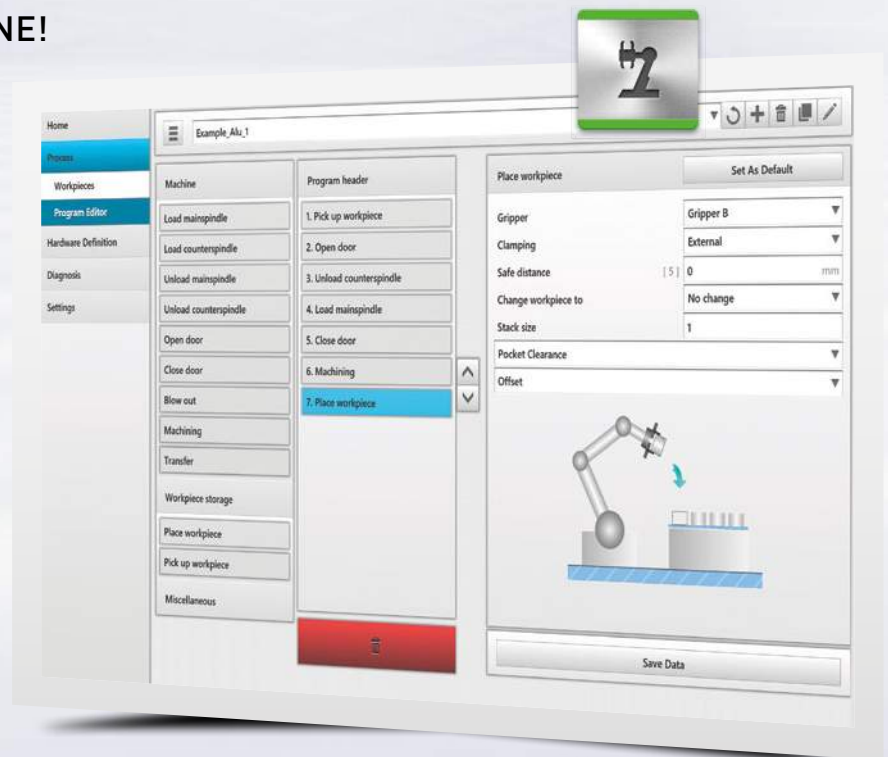 NE!
Home
Process
Workpieces
Program Editor
Hardware Definition
Diagnosis
Settings
Example_Alu_1
Machine
Load mainspindle
Load counterspindle
Unload mainspindle
Unload counterspindle
Open door
Close door
Blow out
Machining
Transfer
Workpiece storage
Place workpiece
Pick up workpiece
Miscellaneous
Program header
1. Pick up workpiece
2. Open door
3. Unload counterspindle
4. Load mainspindle
5. Close door
6. Machining
7. Place workpiece
Place workpiece
Set As Default
Gripper Gripper B
Clamping External
Safe distance [ 5 ] 0 mm
Change workpiece to No change
Stack size 1
Pocket Clearance
Offset
Save Data